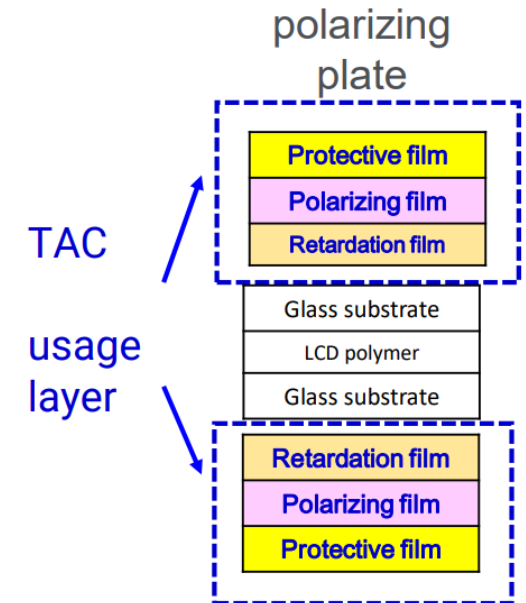 polarizing
plate
Protective film
Polarizing film
Retardation film
TAC
usage
layer
Glass substrate
LCD polymer
Glass substrate
Retardation film
Polarizing film
Protective film